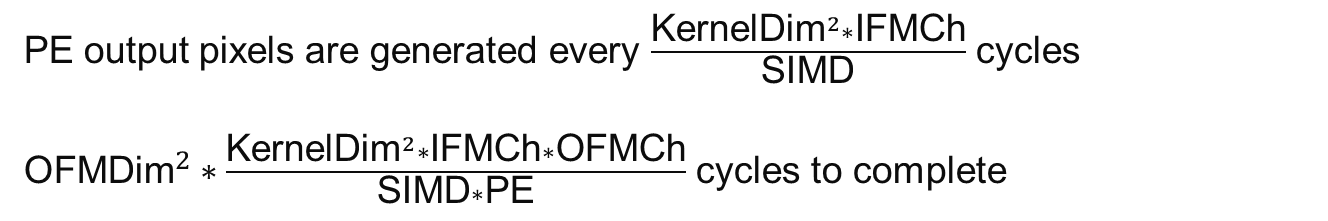 PE output pixels are generated every KernelDim²*IFMCh / SIMD cycles
OFMDim² * KernelDim²*IFMCh*OFMCh / SIMD*PE cycles to complete